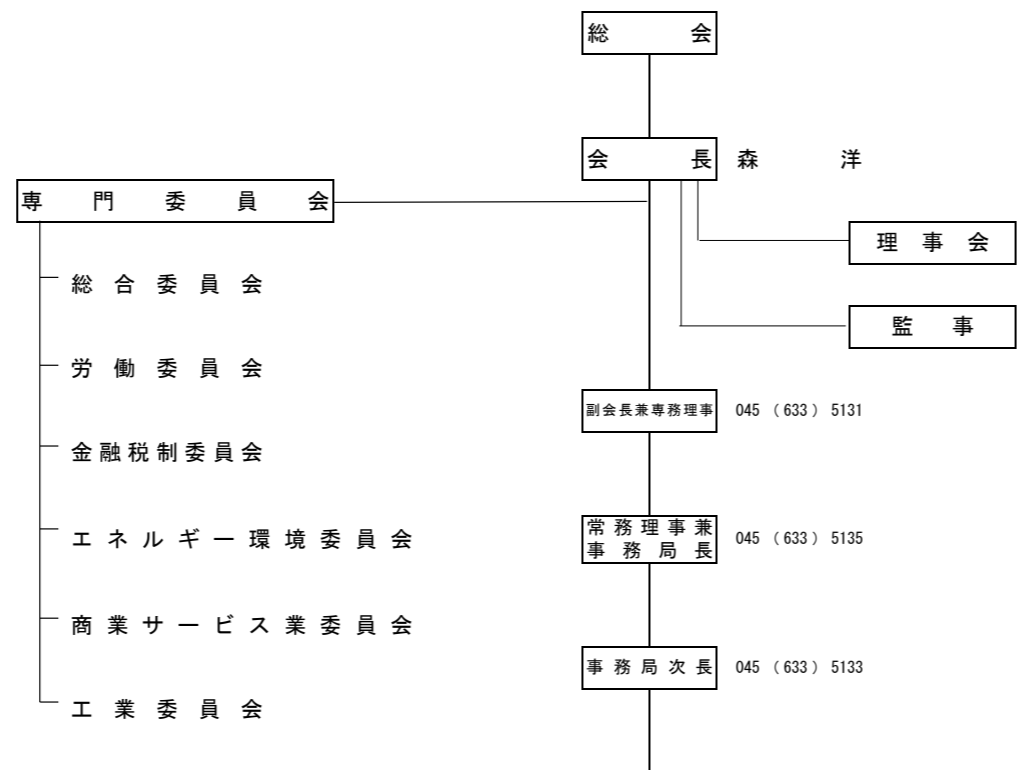 総会
会長 森 洋
専門委員会
理事会
総合委員会
監事
労働委員会
副会長兼専務理事 045 （633） 5131
金融税制委員会
常務理事兼
事務局長 045 （633） 5135
エネルギー環境委員会
商業サービス業委員会
事務局次長 045 （633） 5133
工業委員会